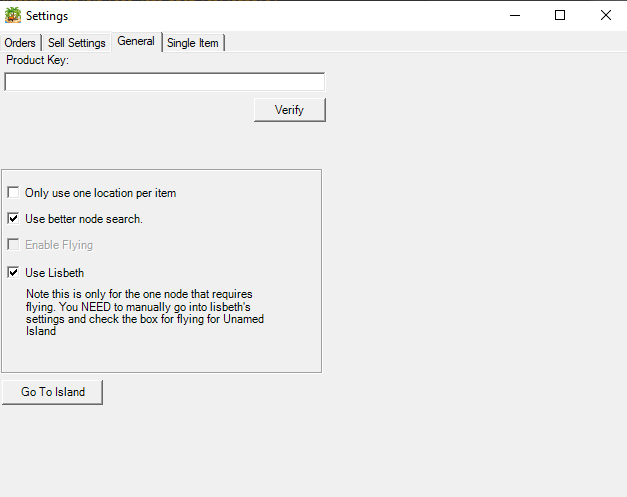 Settings
Orders Sell Settings General Single Item
Product Key:
Verify
Only use one location per item
Use better node search.
Enable Flying
Use Lisbeth
Note this is only for the one node that requires
flying. You NEED to manually go into lisbeth's
settings and check the box for flying for Unamed
Island
Go To Island